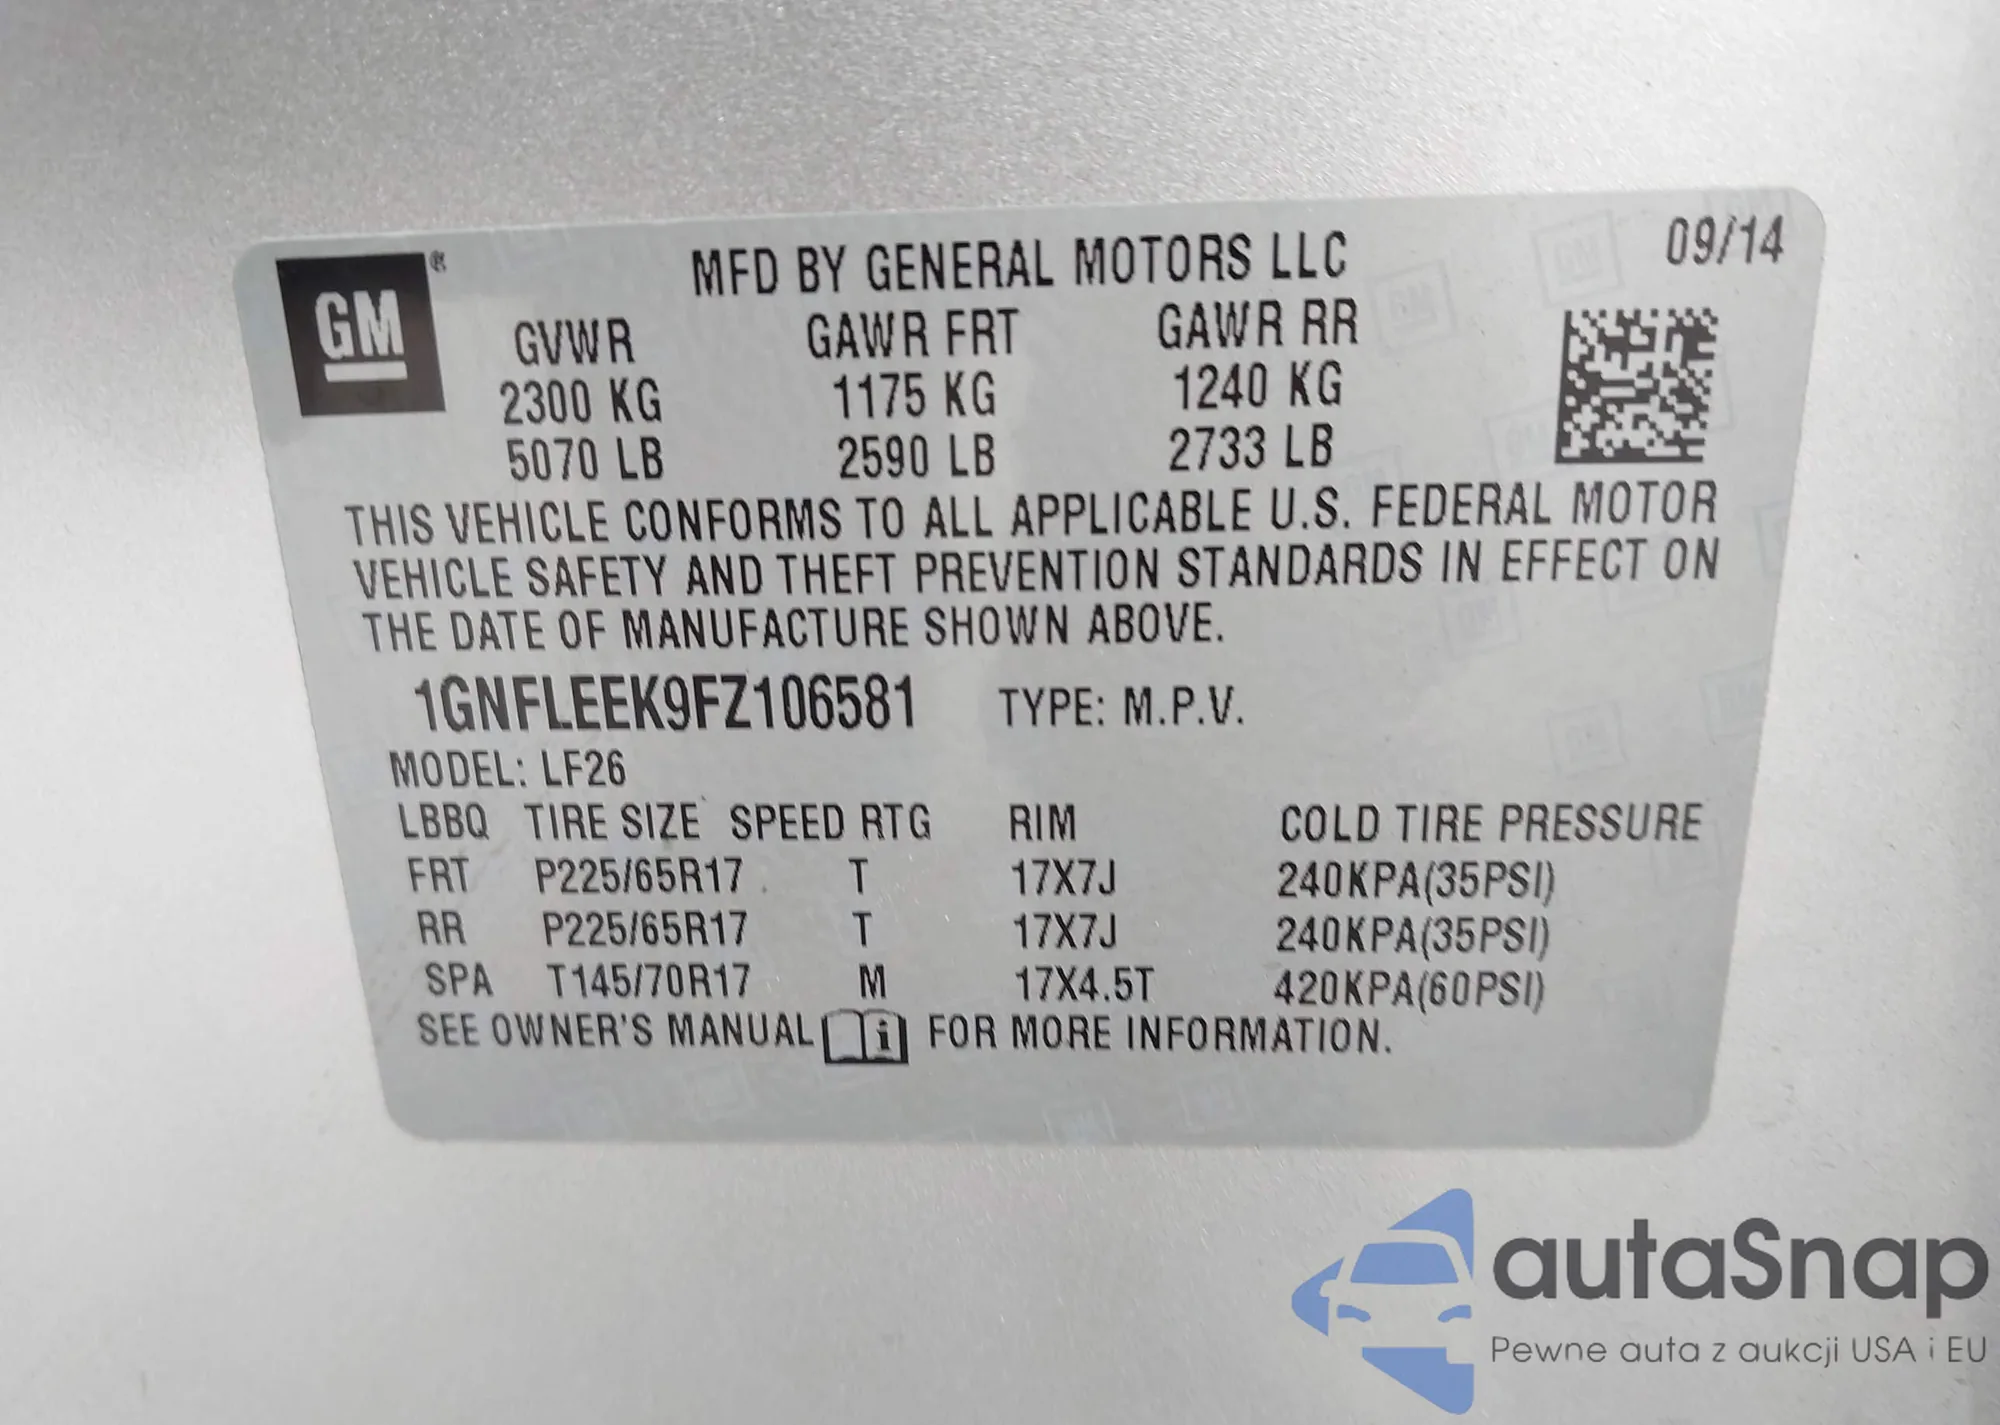 GM®
MFD BY GENERAL MOTORS LLC 09/14
GVWR GAWR FRT GAWR RR
2300 KG 1175 KG 1240 KG
5070 LB 2590 LB 2733 LB
THIS VEHICLE CONFORMS TO ALL APPLICABLE U.S. FEDERAL MOTOR
VEHICLE SAFETY AND THEFT PREVENTION STANDARDS IN EFFECT ON
THE DATE OF MANUFACTURE SHOWN ABOVE.
1GNFLEEK9FZ106581 TYPE: M.P.V.
MODEL: LF26
LBBQ TIRE SIZE SPEED RTG RIM COLD TIRE PRESSURE
FRT P225/65R17 T 17X7J 240KPA(35PSI)
RR P225/65R17 T 17X7J 240KPA(35PSI)
SPA T145/70R17 M 17X4.5T 420KPA(60PSI)
SEE OWNER'S MANUAL i FOR MORE INFORMATION.
autaSnap
Pewne auta z aukcji USA i EU